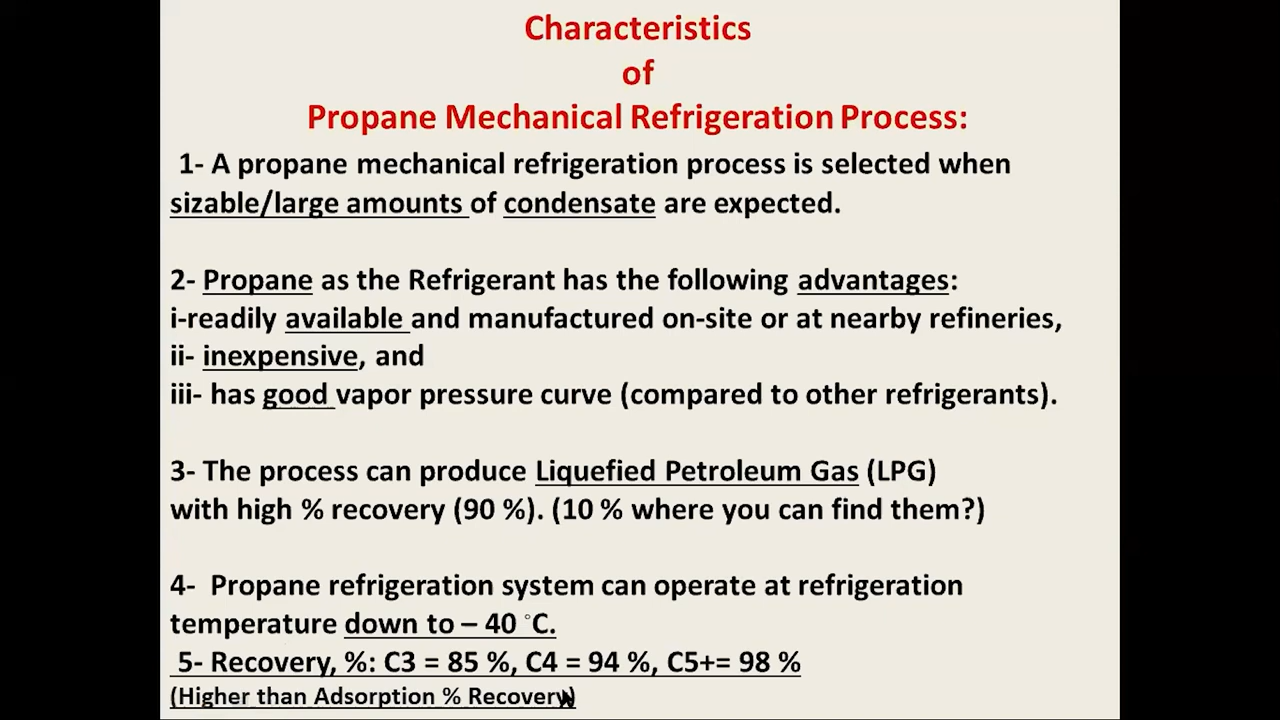 Characteristics
of
Propane Mechanical Refrigeration Process:
1- A propane mechanical refrigeration process is selected when
sizable/large amounts of condensate are expected.
2- Propane as the Refrigerant has the following advantages:
i-readily available and manufactured on-site or at nearby refineries,
ii- inexpensive, and
iii- has good vapor pressure curve (compared to other refrigerants).
3- The process can produce Liquefied Petroleum Gas (LPG)
with high % recovery (90 %). (10 % where you can find them?)
4- Propane refrigeration system can operate at refrigeration
temperature down to – 40 °C.
5- Recovery, %: C3 = 85 %, C4 = 94 %, C5+= 98 %
(Higher than Adsorption % Recovery)